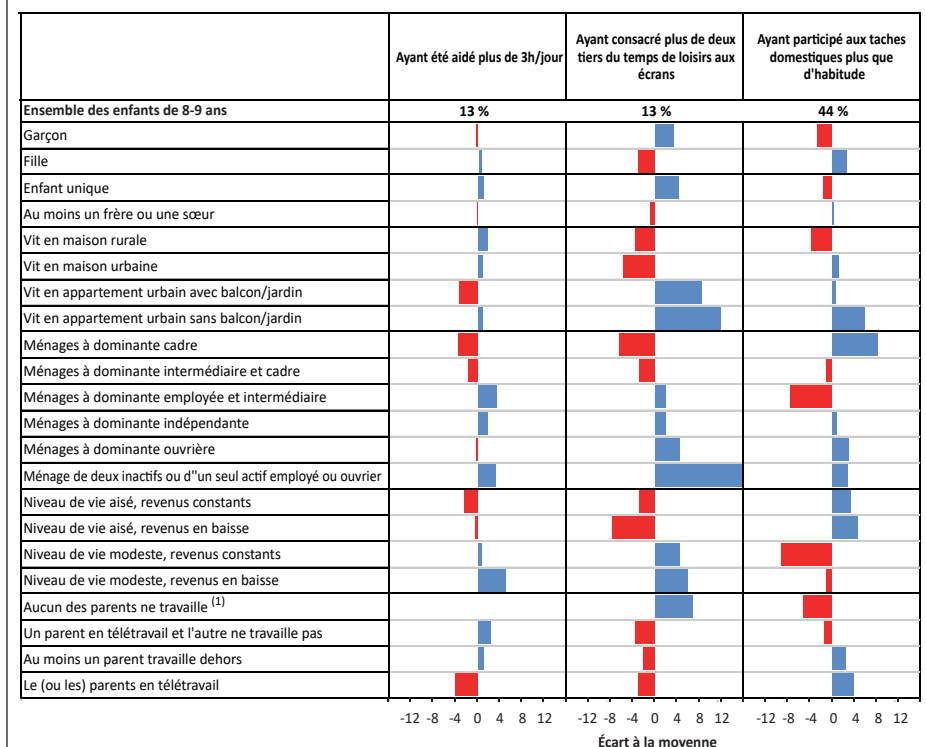 Ayant été aidé plus de 3h/jour
Ayant consacré plus de deux
tiers du temps de loisirs aux
écrans
Ayant participé aux taches
domestiques plus que
d'habitude
Ensemble des enfants de 8-9 ans 13 % 13 % 44 %
Garçon
Fille
Enfant unique
Au moins un frère ou une sœur
Vit en maison rurale
Vit en maison urbaine
Vit en appartement urbain avec balcon/jardin
Vit en appartement urbain sans balcon/jardin
Ménages à dominante cadre
Ménages à dominante intermédiaire et cadre
Ménages à dominante employée et intermédiaire
Ménages à dominante indépendante
Ménages à dominante ouvrière
Ménage de deux inactifs ou d''un seul actif employé ou ouvrier
Niveau de vie aisé, revenus constants
Niveau de vie aisé, revenus en baisse
Niveau de vie modeste, revenus constants
Niveau de vie modeste, revenus en baisse
Aucun des parents ne travaille (1)
Un parent en télétravail et l'autre ne travaille pas
Au moins un parent travaille dehors
Le (ou les) parents en télétravail
-12 -8 -4 0 4 8 12 -12 -8 -4 0 4 8 12 -12 -8 -4 0 4 8 12
Écart à la moyenne